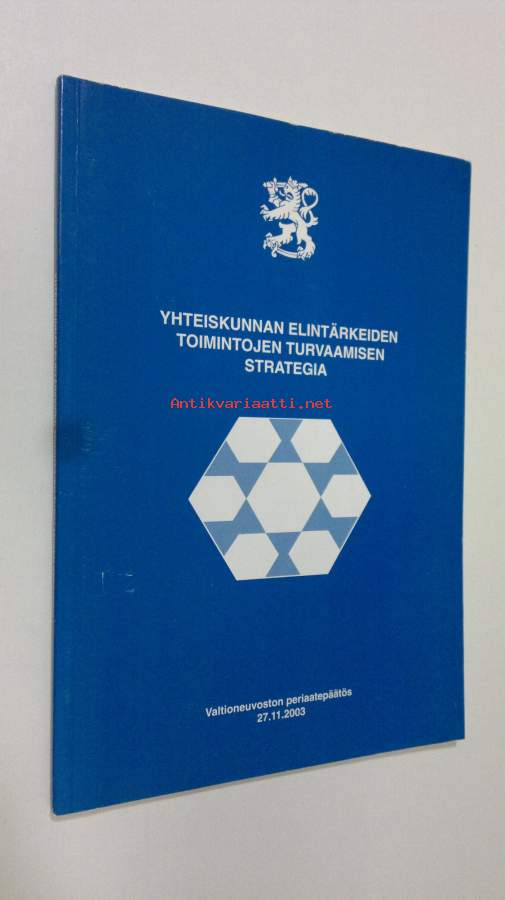 YHTEISKUNNAN ELINTÄRKEIDEN
TOIMINTOJEN TURVAAMISEN
STRATEGIA
Antikvariaatti.net
Valtioneuvoston periaatepäätös
27.11.2003